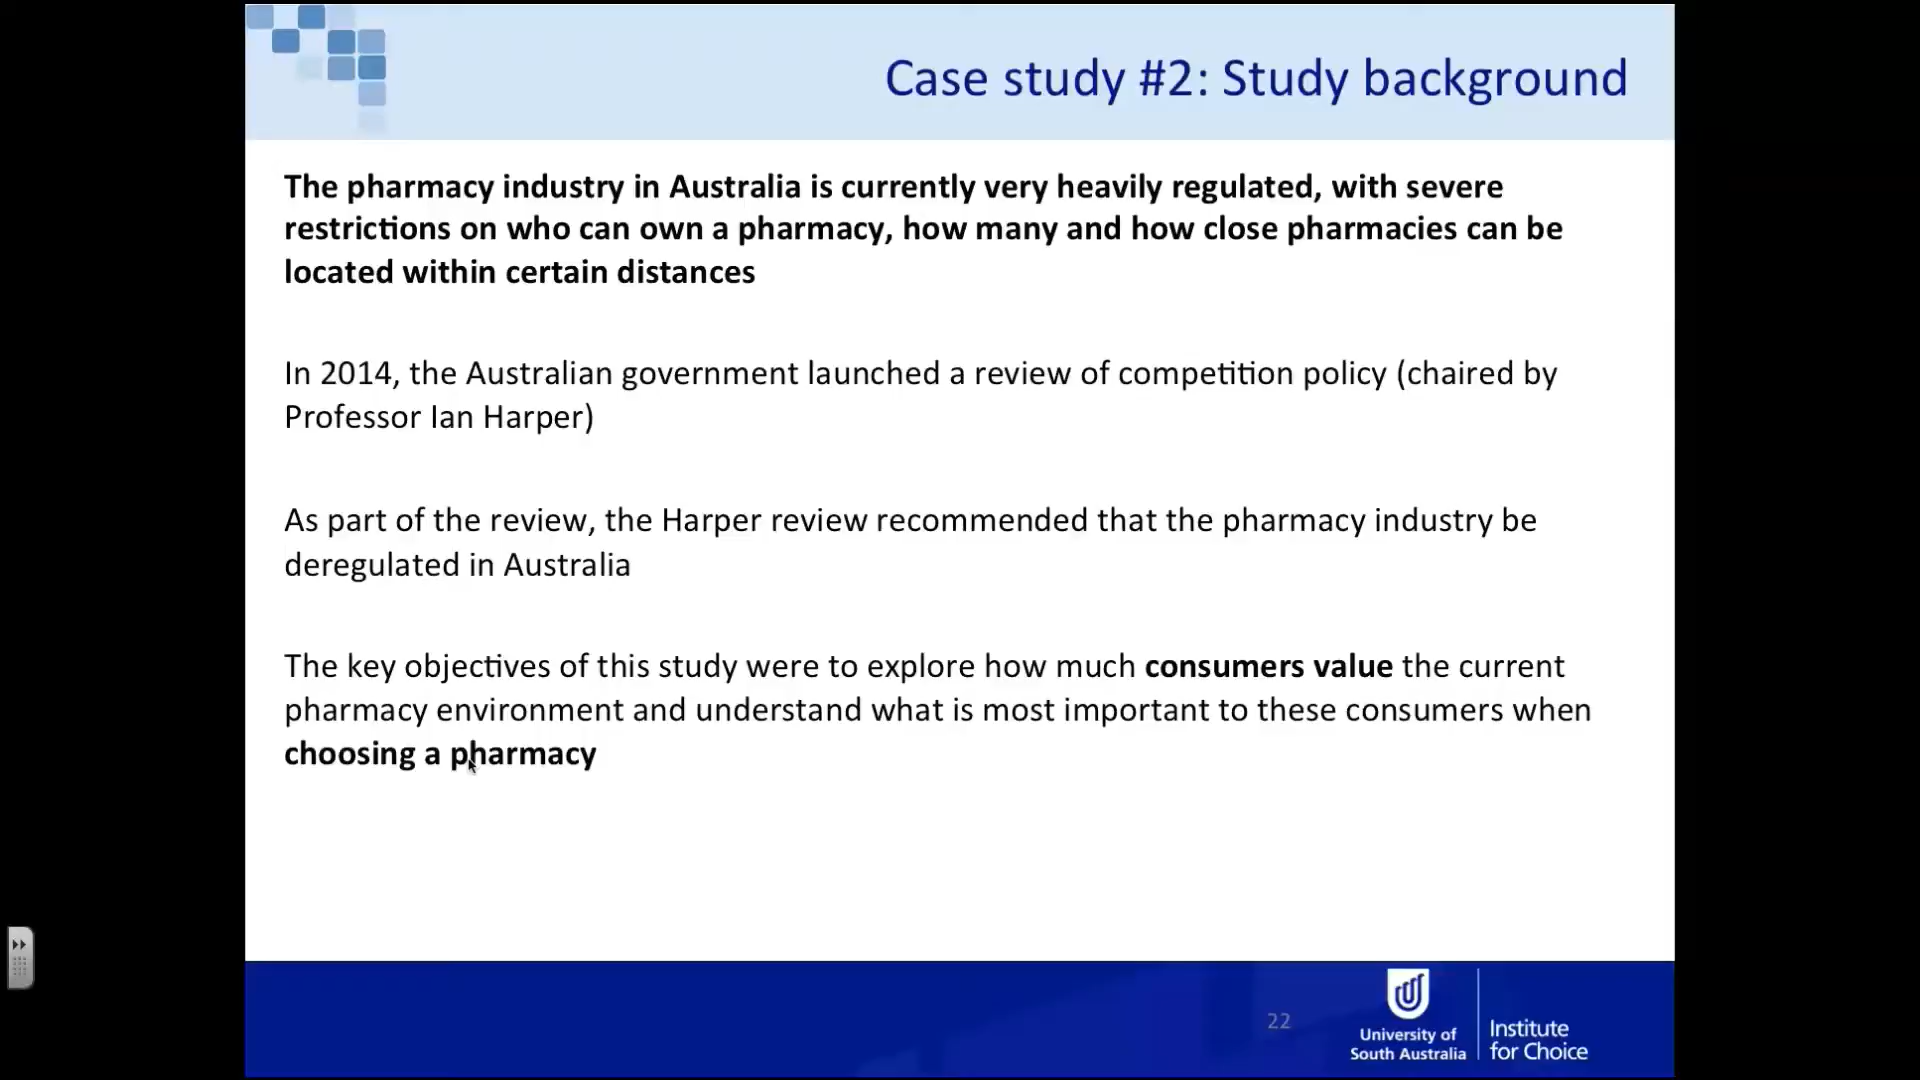 Case study #2: Study background
The pharmacy industry in Australia is currently very heavily regulated, with severe
restrictions on who can own a pharmacy, how many and how close pharmacies can be
located within certain distances
In 2014, the Australian government launched a review of competition policy (chaired by
Professor Ian Harper)
As part of the review, the Harper review recommended that the pharmacy industry be
deregulated in Australia
The key objectives of this study were to explore how much consumers value the current
pharmacy environment and understand what is most important to these consumers when
choosing a pharmacy
22
University of
South Australia
Institute
for Choice